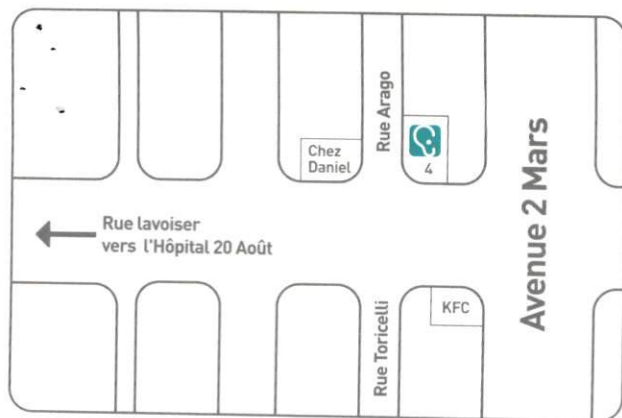 Rue Arago
Chez
Daniel
4
Avenue 2 Mars
Rue lavoiser
vers l'Hôpital 20 Août
Rue Toricelli
KFC